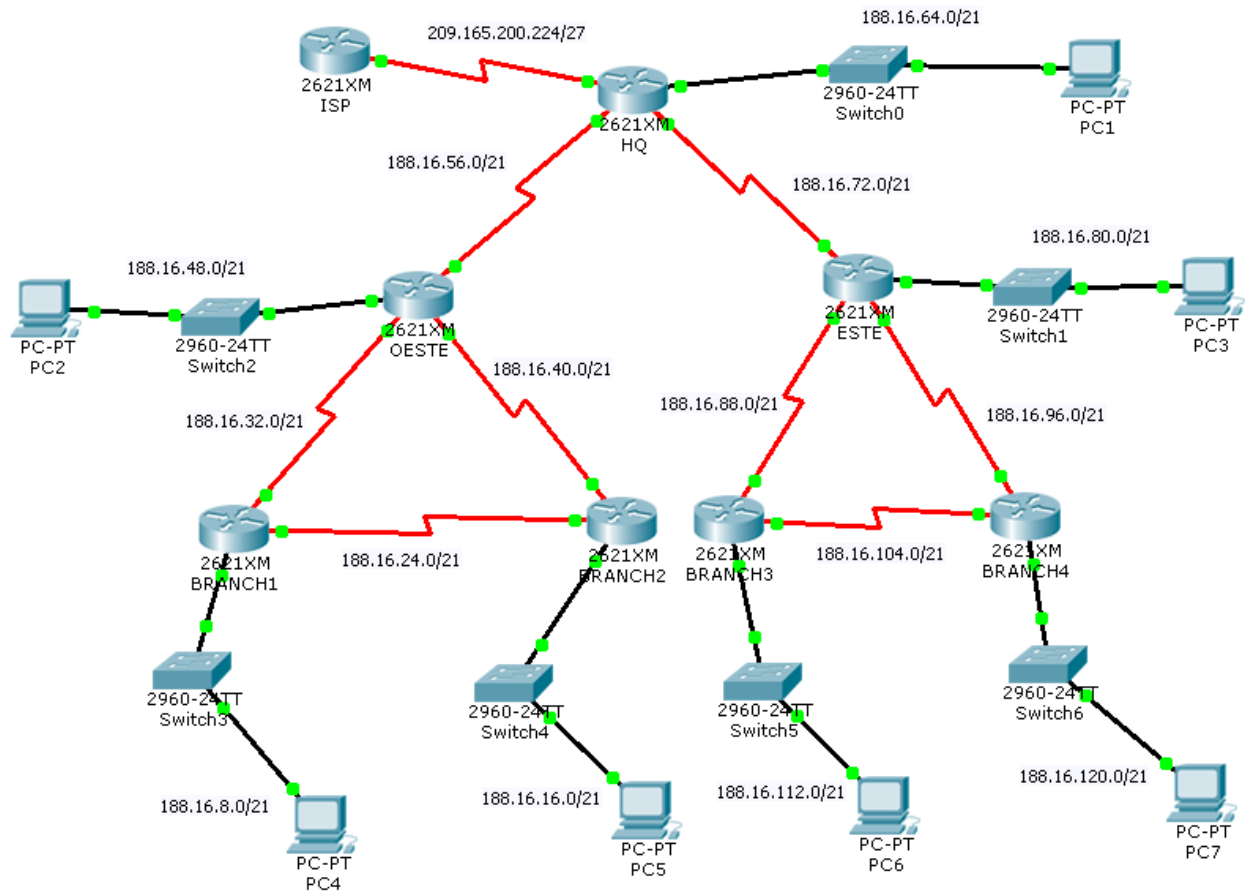 209.165.200.224/27
188.16.64.0/21
2621XM
ISP
2621XM
HQ
2960-24TT
Switch0
PC-PT
PC1
188.16.56.0/21
188.16.72.0/21
188.16.48.0/21
188.16.80.0/21
PC-PT
PC2
2960-24TT
Switch2
2621XM
OESTE
2621XM
ESTE
2960-24TT
Switch1
PC-PT
PC3
188.16.40.0/21
188.16.32.0/21
188.16.88.0/21
188.16.96.0/21
2621XM
BRANCH1
188.16.24.0/21
2621XM
BRANCH2
2621XM
BRANCH3
188.16.104.0/21
2621XM
BRANCH4
2960-24TT
Switch3
2960-24TT
Switch4
2960-24TT
Switch5
2960-24TT
Switch6
188.16.8.0/21
188.16.16.0/21
188.16.112.0/21
188.16.120.0/21
PC-PT
PC4
PC-PT
PC5
PC-PT
PC6
PC-PT
PC7